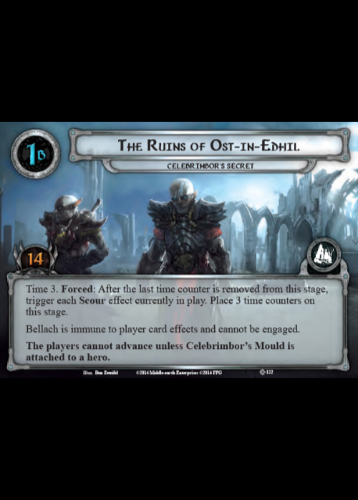 1B
THE RUINS OF OST-IN-EDHIL
CELEBRIMBOR'S SECRET
14
Time 3. Forced: After the last time counter is removed from this stage,
trigger each Scour effect currently in play. Place 3 time counters on
this stage.
Bellach is immune to player card effects and cannot be engaged.
The players cannot advance unless Celebrimbor's Mould is
attached to a hero.
©2014 Middle-earth Enterprises ©2014 FFG